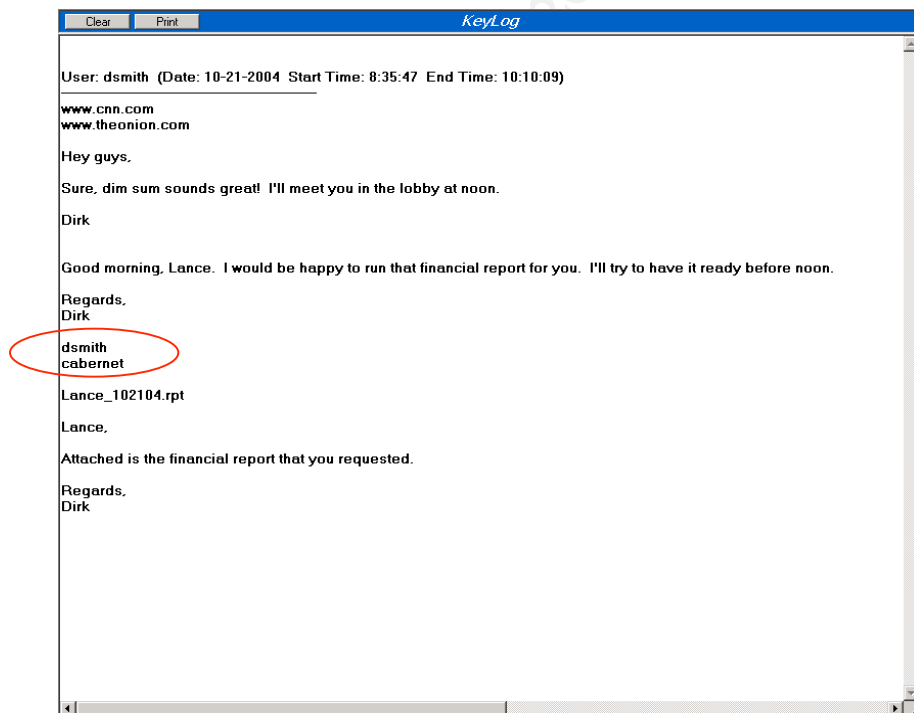 Clear Print KeyLog
User: dsmith (Date: 10-21-2004 Start Time: 8:35:47 End Time: 10:10:09)
www.cnn.com
www.theonion.com
Hey guys,
Sure, dim sum sounds great! I'll meet you in the lobby at noon.
Dirk
Good morning, Lance. I would be happy to run that financial report for you. I'll try to have it ready before noon.
Regards,
Dirk
dsmith
cabernet
Lance_102104.rpt
Lance,
Attached is the financial report that you requested.
Regards,
Dirk